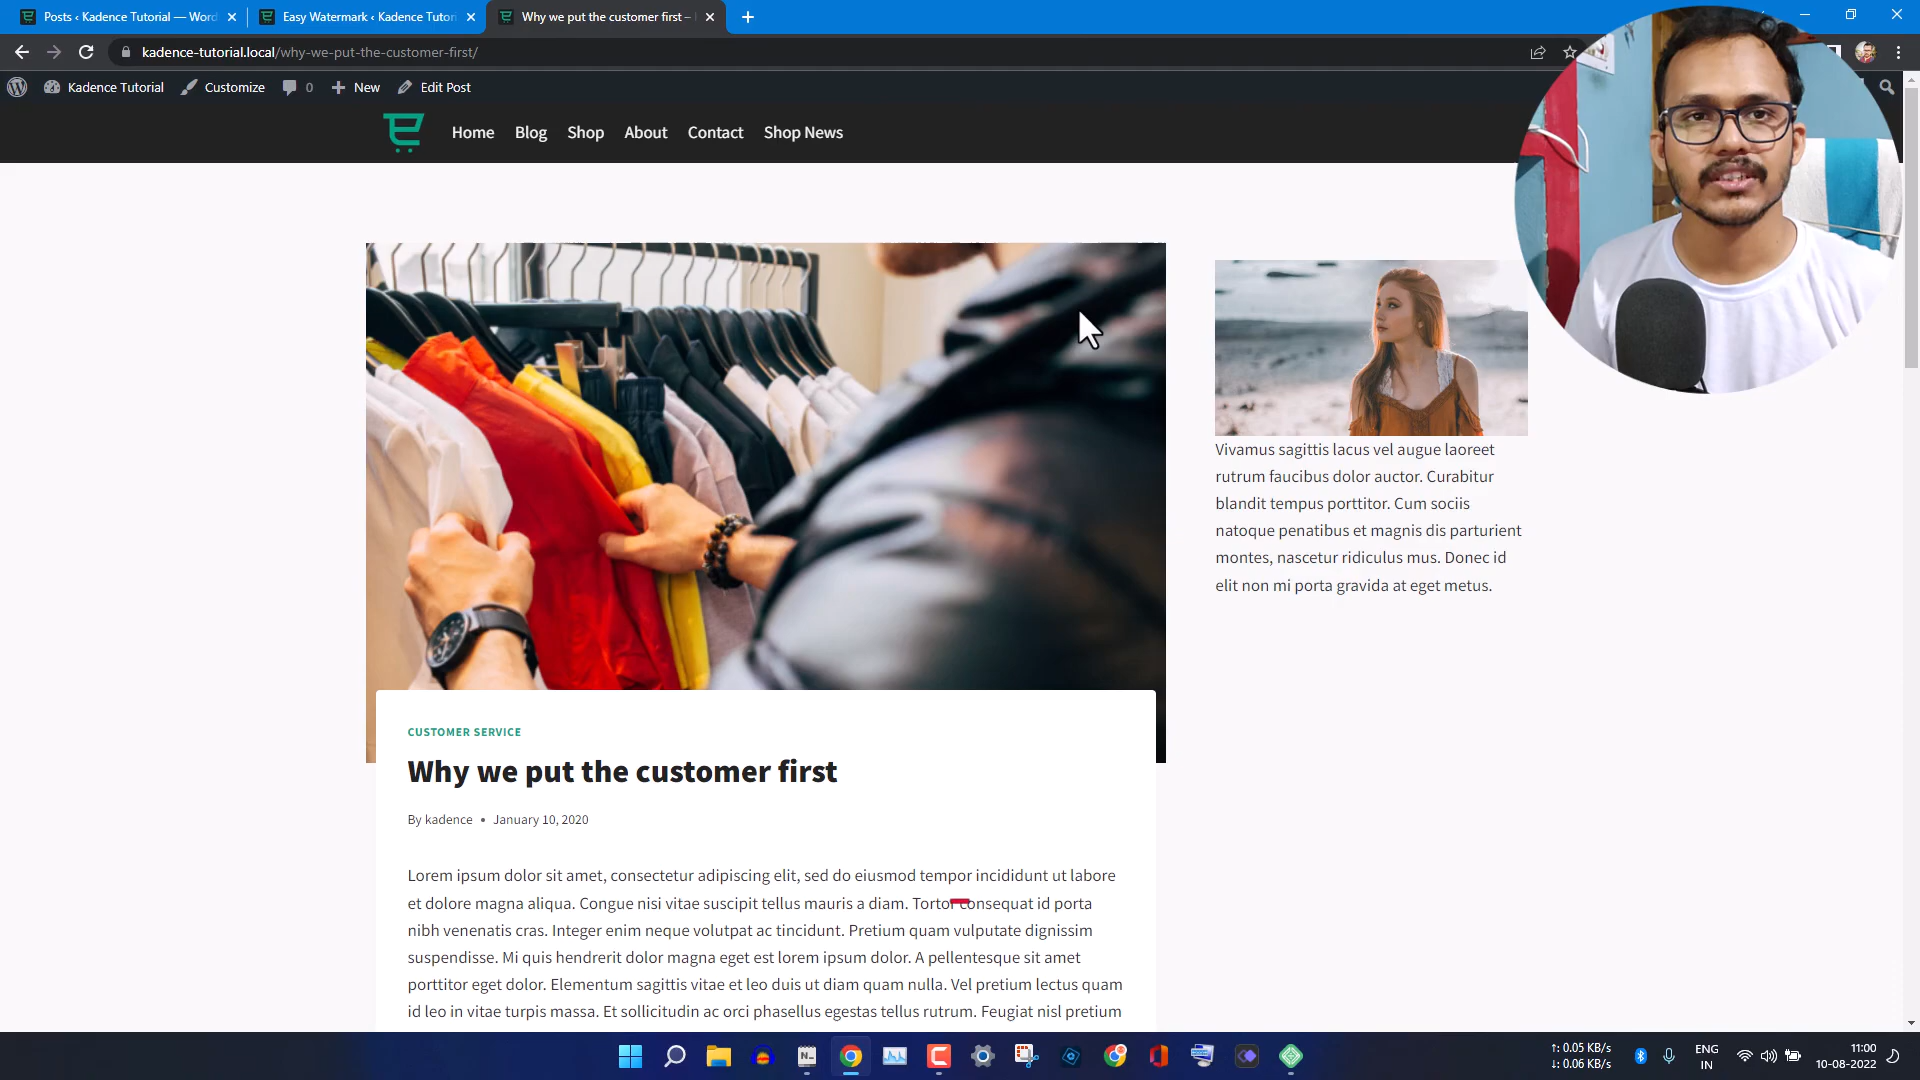 Posts ‹ Kadence Tutorial — Word
Easy Watermark ‹ Kadence Tutori
Why we put the customer first –
kadence-tutorial.local/why-we-put-the-customer-first/
Kadence Tutorial
Customize
0
New
Edit Post
Home
Blog
Shop
About
Contact
Shop News
Vivamus sagittis lacus vel augue laoreet
rutrum faucibus dolor auctor. Curabitur
blandit tempus porttitor. Cum sociis
natoque penatibus et magnis dis parturient
montes, nascetur ridiculus mus. Donec id
elit non mi porta gravida at eget metus.
CUSTOMER SERVICE
Why we put the customer first
By kadence • January 10, 2020
Lorem ipsum dolor sit amet, consectetur adipiscing elit, sed do eiusmod tempor incididunt ut labore
et dolore magna aliqua. Congue nisi vitae suscipit tellus mauris a diam. Tortor consequat id porta
nibh venenatis cras. Integer enim neque volutpat ac tincidunt. Pretium quam vulputate dignissim
suspendisse. Mi quis hendrerit dolor magna eget est lorem ipsum dolor. A pellentesque sit amet
porttitor eget dolor. Elementum sagittis vitae et leo duis ut diam quam nulla. Vel pretium lectus quam
id leo in vitae turpis massa. Et sollicitudin ac orci phasellus egestas tellus rutrum. Feugiat nisl pretium
↑: 0.05 KB/s
↓: 0.06 KB/s
ENG
IN
11:00
10-08-2022